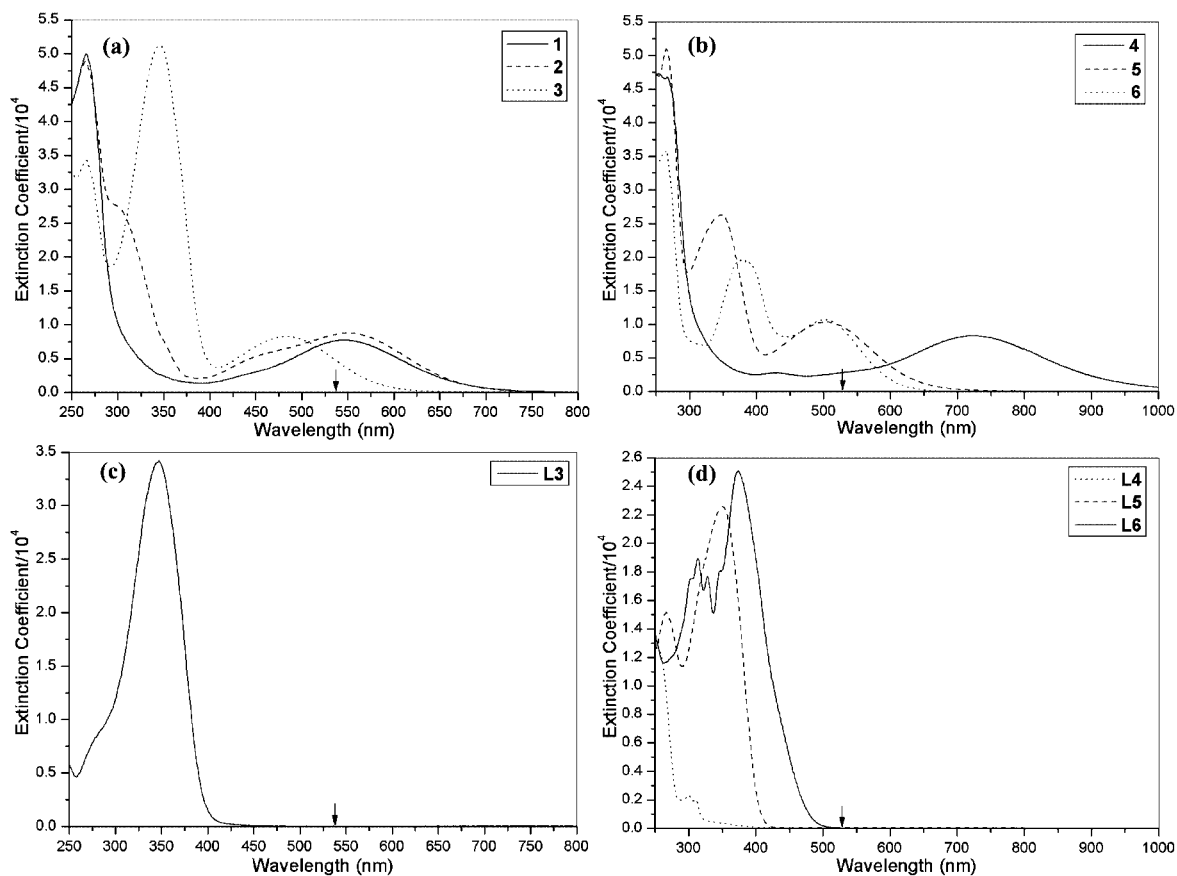 (a)
1
2
3
Extinction Coefficient/10^4
5.5
5.0
4.5
4.0
3.5
3.0
2.5
2.0
1.5
1.0
0.5
0.0
250 300 350 400 450 500 550 600 650 700 750 800
Wavelength (nm)
(b)
4
5
6
Extinction Coefficient/10^4
5.5
5.0
4.5
4.0
3.5
3.0
2.5
2.0
1.5
1.0
0.5
0.0
300 400 500 600 700 800 900 1000
Wavelength (nm)
(c)
L3
Extinction Coefficient/10^4
3.5
3.0
2.5
2.0
1.5
1.0
0.5
0.0
250 300 350 400 450 500 550 600 650 700 750 800
Wavelength (nm)
(d)
L4
L5
L6
Extinction Coefficient/10^4
2.6
2.4
2.2
2.0
1.8
1.6
1.4
1.2
1.0
0.8
0.6
0.4
0.2
0.0
300 400 500 600 700 800 900 1000
Wavelength (nm)